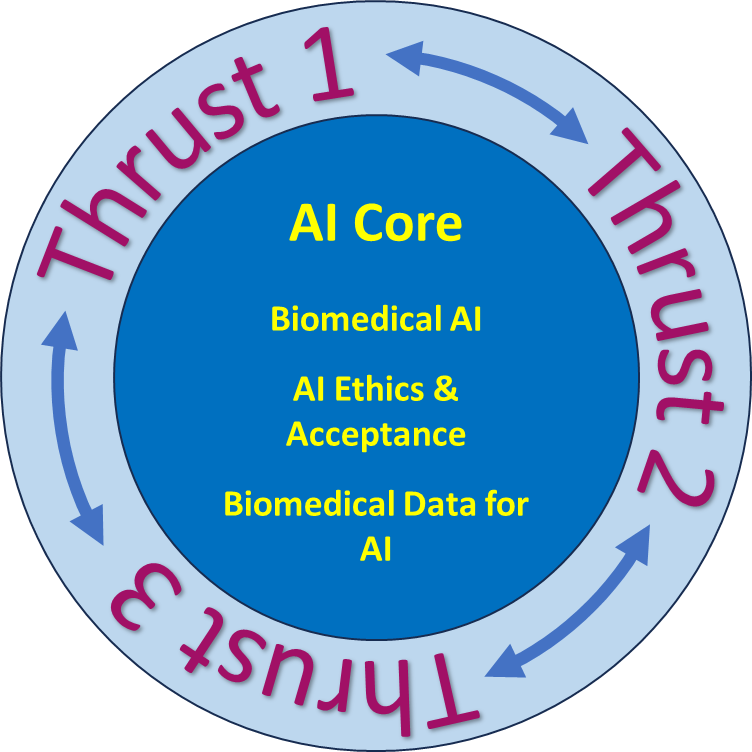 Thrust 1
Thrust 2
Thrust 3
AI Core
Biomedical AI
AI Ethics &
Acceptance
Biomedical Data for
AI